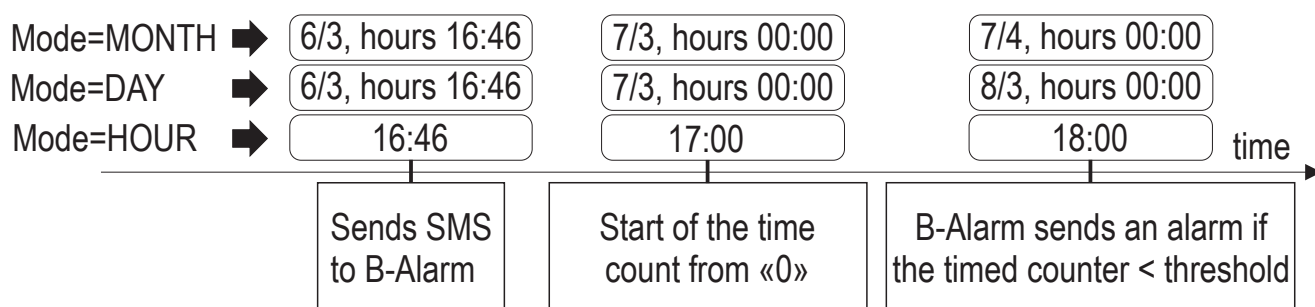 Mode=MONTH 6/3, hours 16:46 7/3, hours 00:00 7/4, hours 00:00
Mode=DAY 6/3, hours 16:46 7/3, hours 00:00 8/3, hours 00:00
Mode=HOUR 16:46 17:00 18:00 time
Sends SMS
to B-Alarm
Start of the time
count from «0»
B-Alarm sends an alarm if
the timed counter < threshold